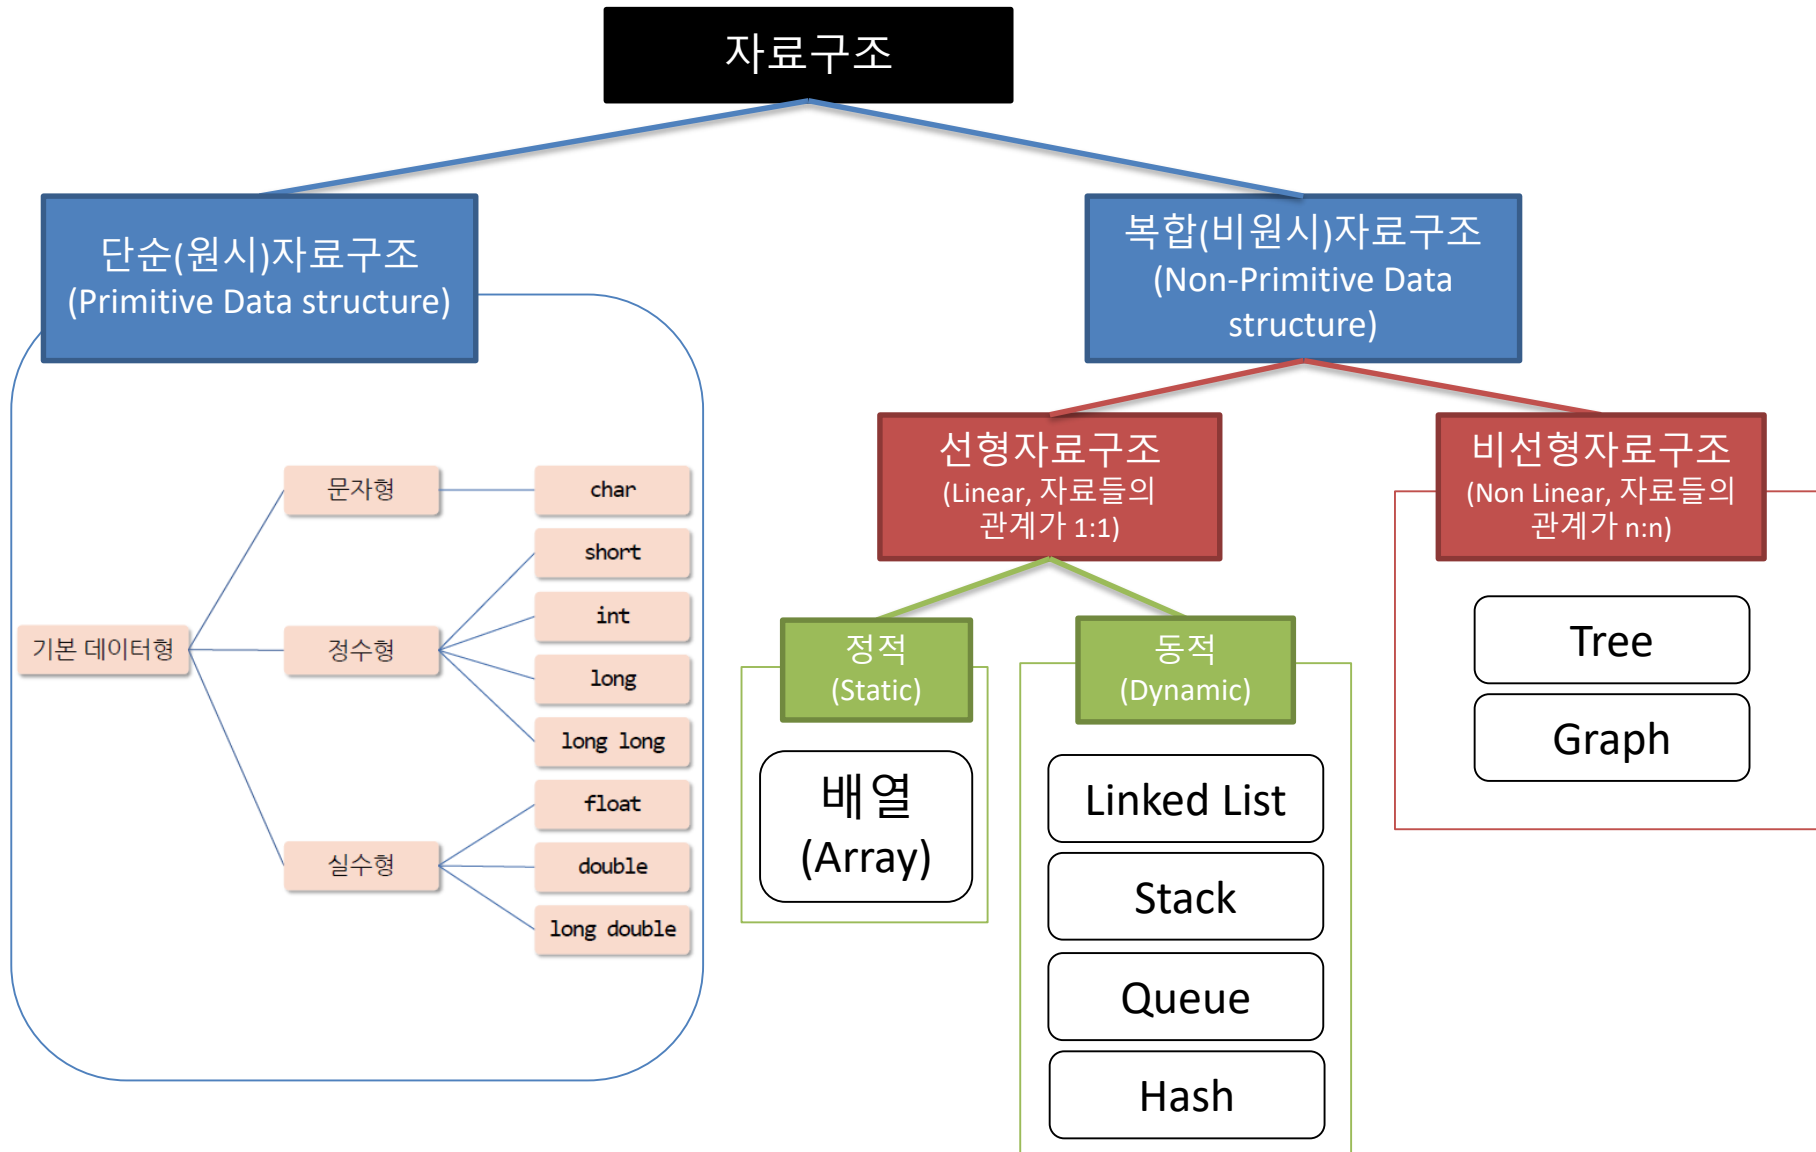 자료구조
단순(원시)자료구조
(Primitive Data structure)
기본 데이터형
문자형
정수형
실수형
char
short
int
long
long long
float
double
long double
복합(비원시)자료구조
(Non-Primitive Data
structure)
선형자료구조
(Linear, 자료들의
관계가 1:1)
정적
(Static)
배열
(Array)
동적
(Dynamic)
Linked List
Stack
Queue
Hash
비선형자료구조
(Non Linear, 자료들의
관계가 n:n)
Tree
Graph